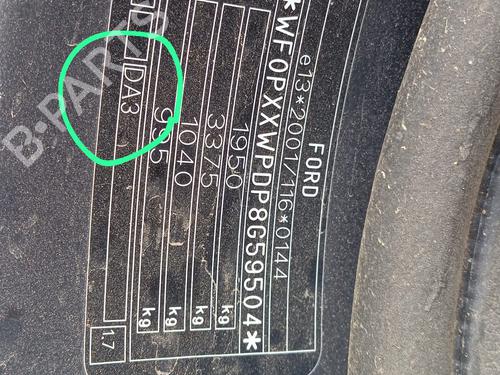 FORD
e13*2001/116*0144
*WF0PXXWPDP8G59504*
1950 kg
3375 kg
1040 kg
995 kg
DA3
1.7
B-PARTS